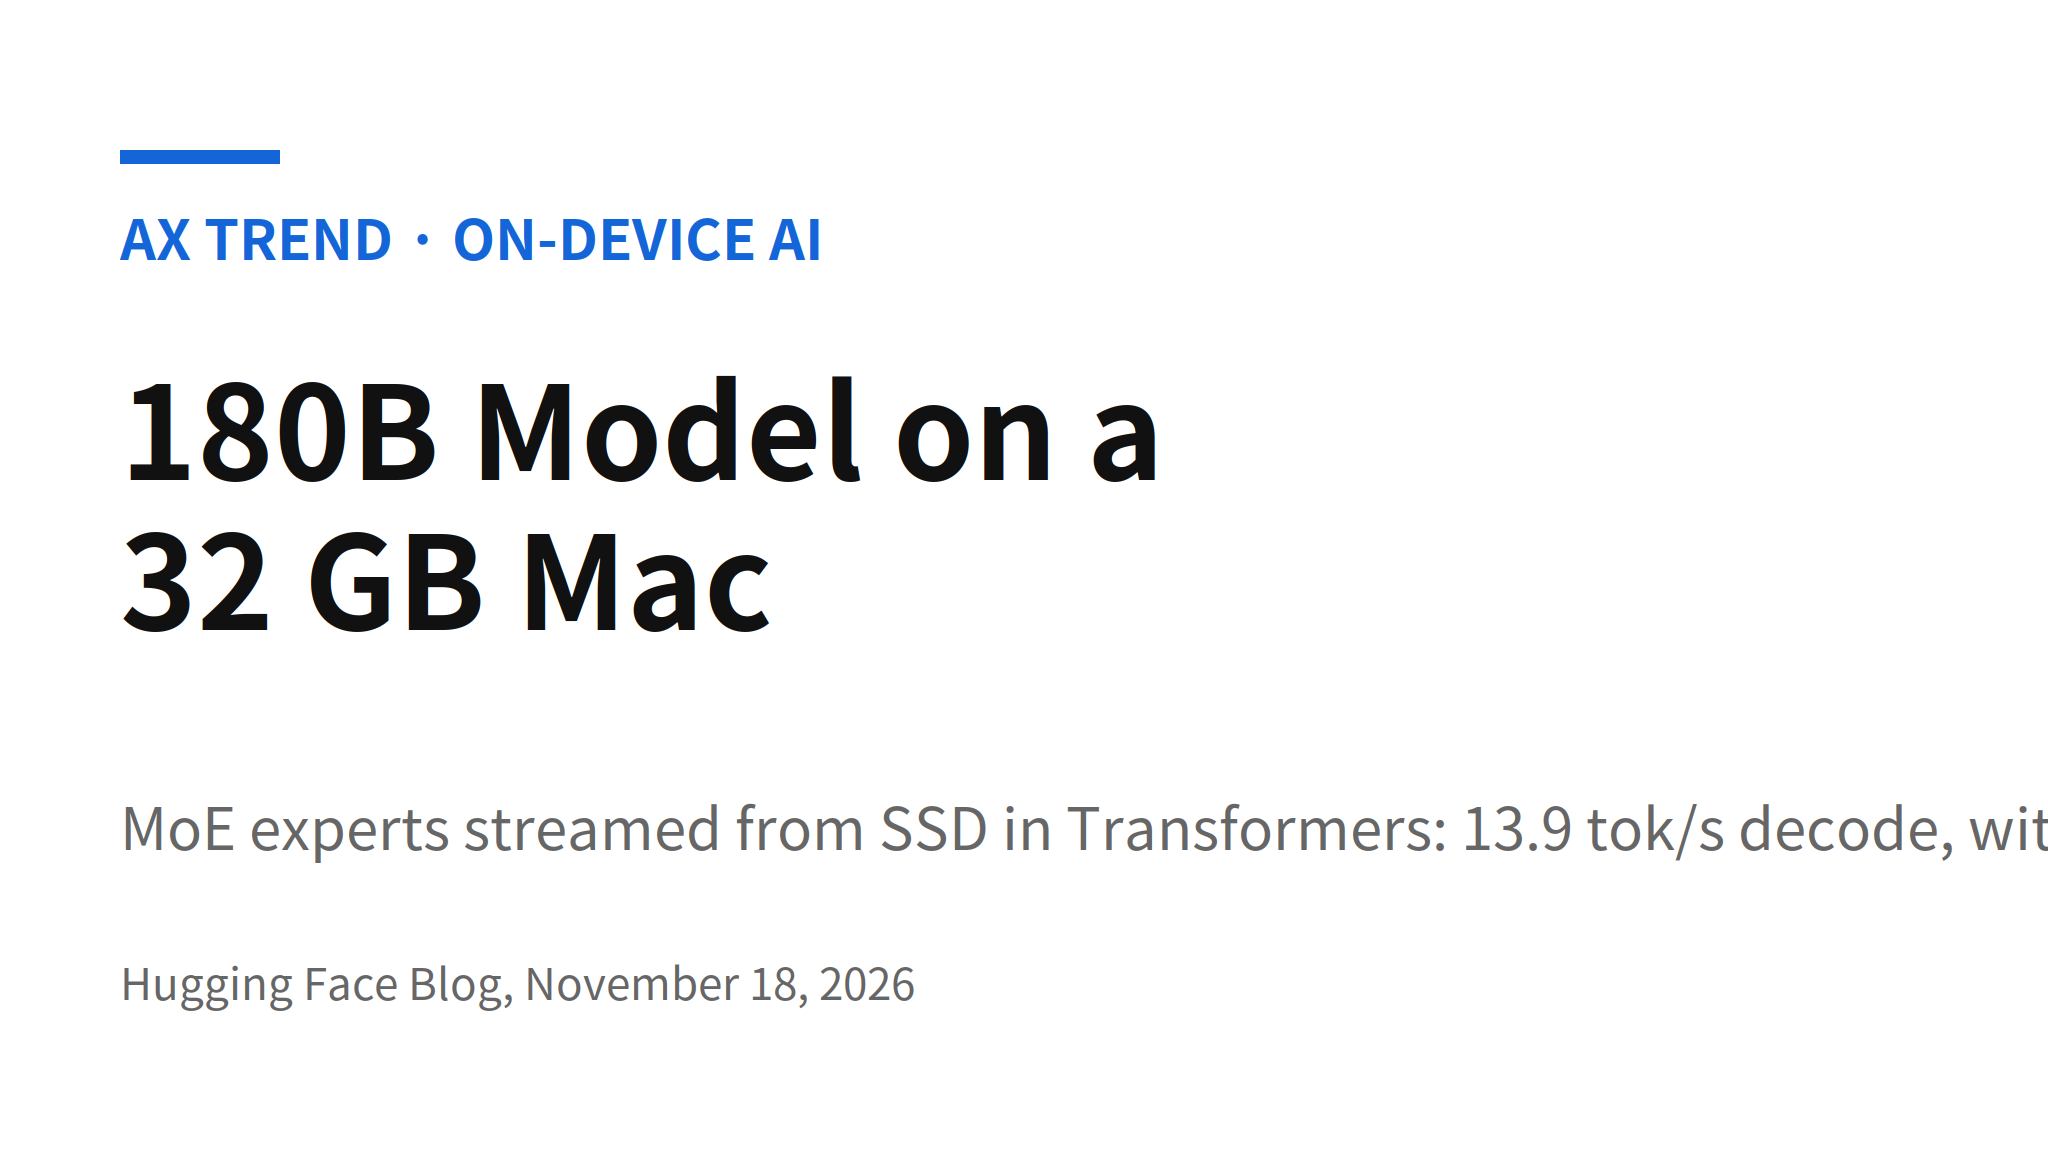 AX TREND · ON-DEVICE AI
180B Model on a
32 GB Mac
MoE experts streamed from SSD in Transformers: 13.9 tok/s decode,
Hugging Face Blog, November 18, 2026